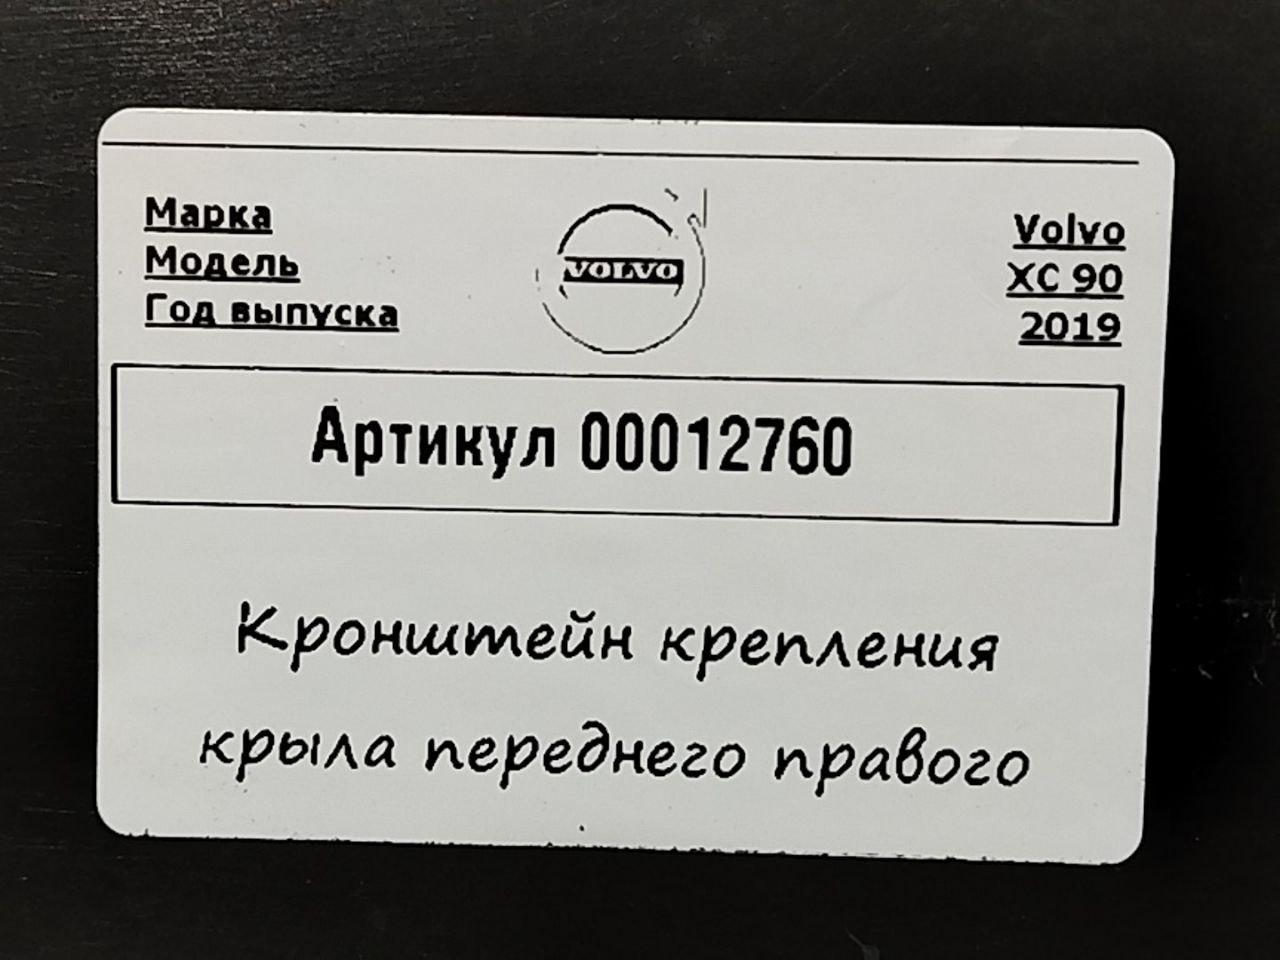 Марка
Volvo
Модель
XC 90
Год выпуска
2019
VOLVO
Артикул 00012760
Кронштейн крепления
крыла переднего правого